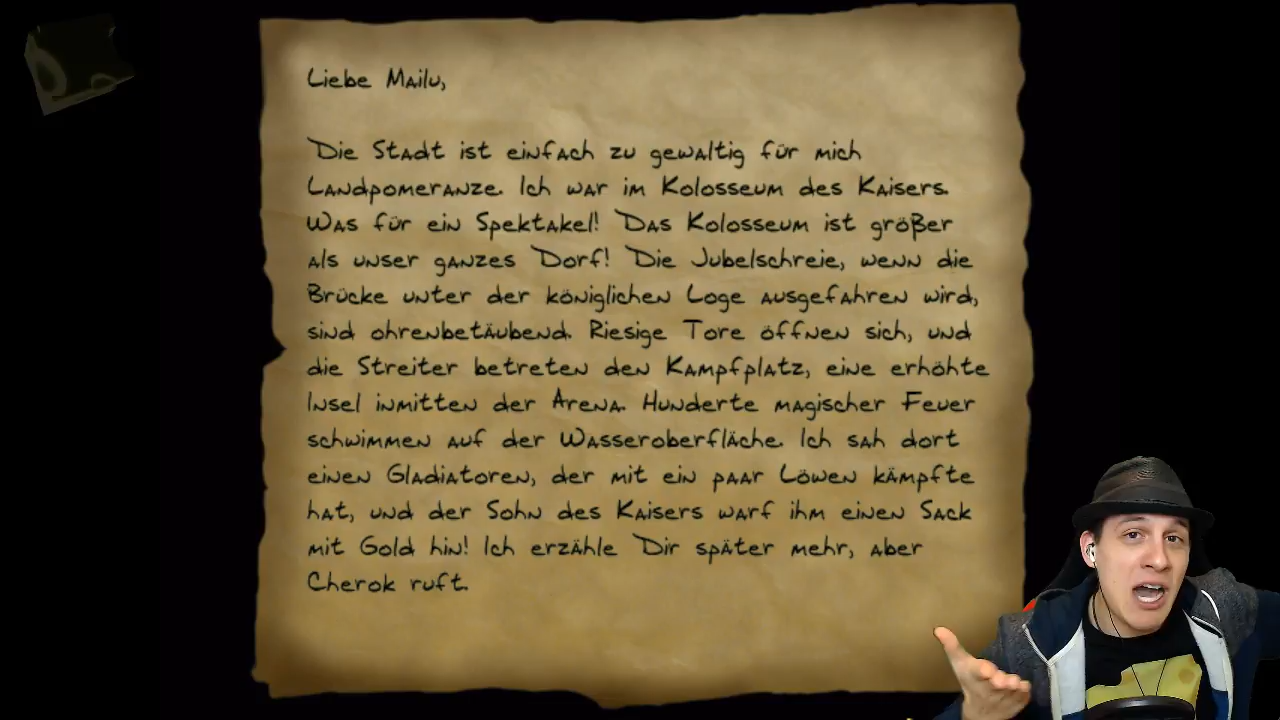 Liebe Mailu,
Die Stadt ist einfach zu gewaltig für mich
Landpomeranze. Ich war im Kolosseum des Kaisers.
Was für ein Spektakel! Das Kolosseum ist größer
als unser ganzes Dorf! Die Jubelschreie, wenn die
Brücke unter der königlichen Loge ausgefahren wird,
sind ohrenbetäubend. Riesige Tore öffnen sich, und
die Streiter betreten den Kampfplatz, eine erhöhte
Insel inmitten der Arena. Hunderte magischer Feuer
schwimmen auf der Wasseroberfläche. Ich sah dort
einen Gladiatoren, der mit ein paar Löwen kämpfte
hat, und der Sohn des Kaisers warf ihm einen Sack
mit Gold hin! Ich erzähle Dir später mehr, aber
Cherok ruft.